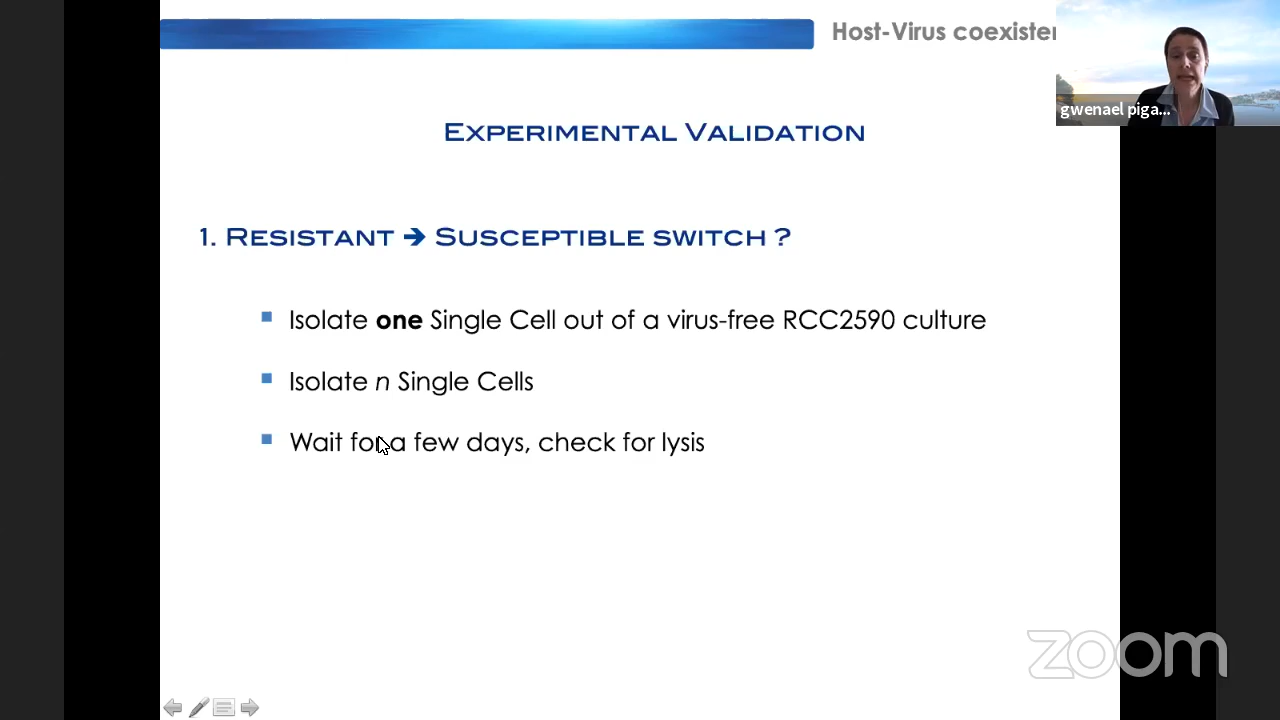 Host-Virus coexisten
gwenael piga...
EXPERIMENTAL VALIDATION
1. RESISTANT ➔ SUSCEPTIBLE SWITCH ?
Isolate one Single Cell out of a virus-free RCC2590 culture
Isolate n Single Cells
Wait for a few days, check for lysis
zoom